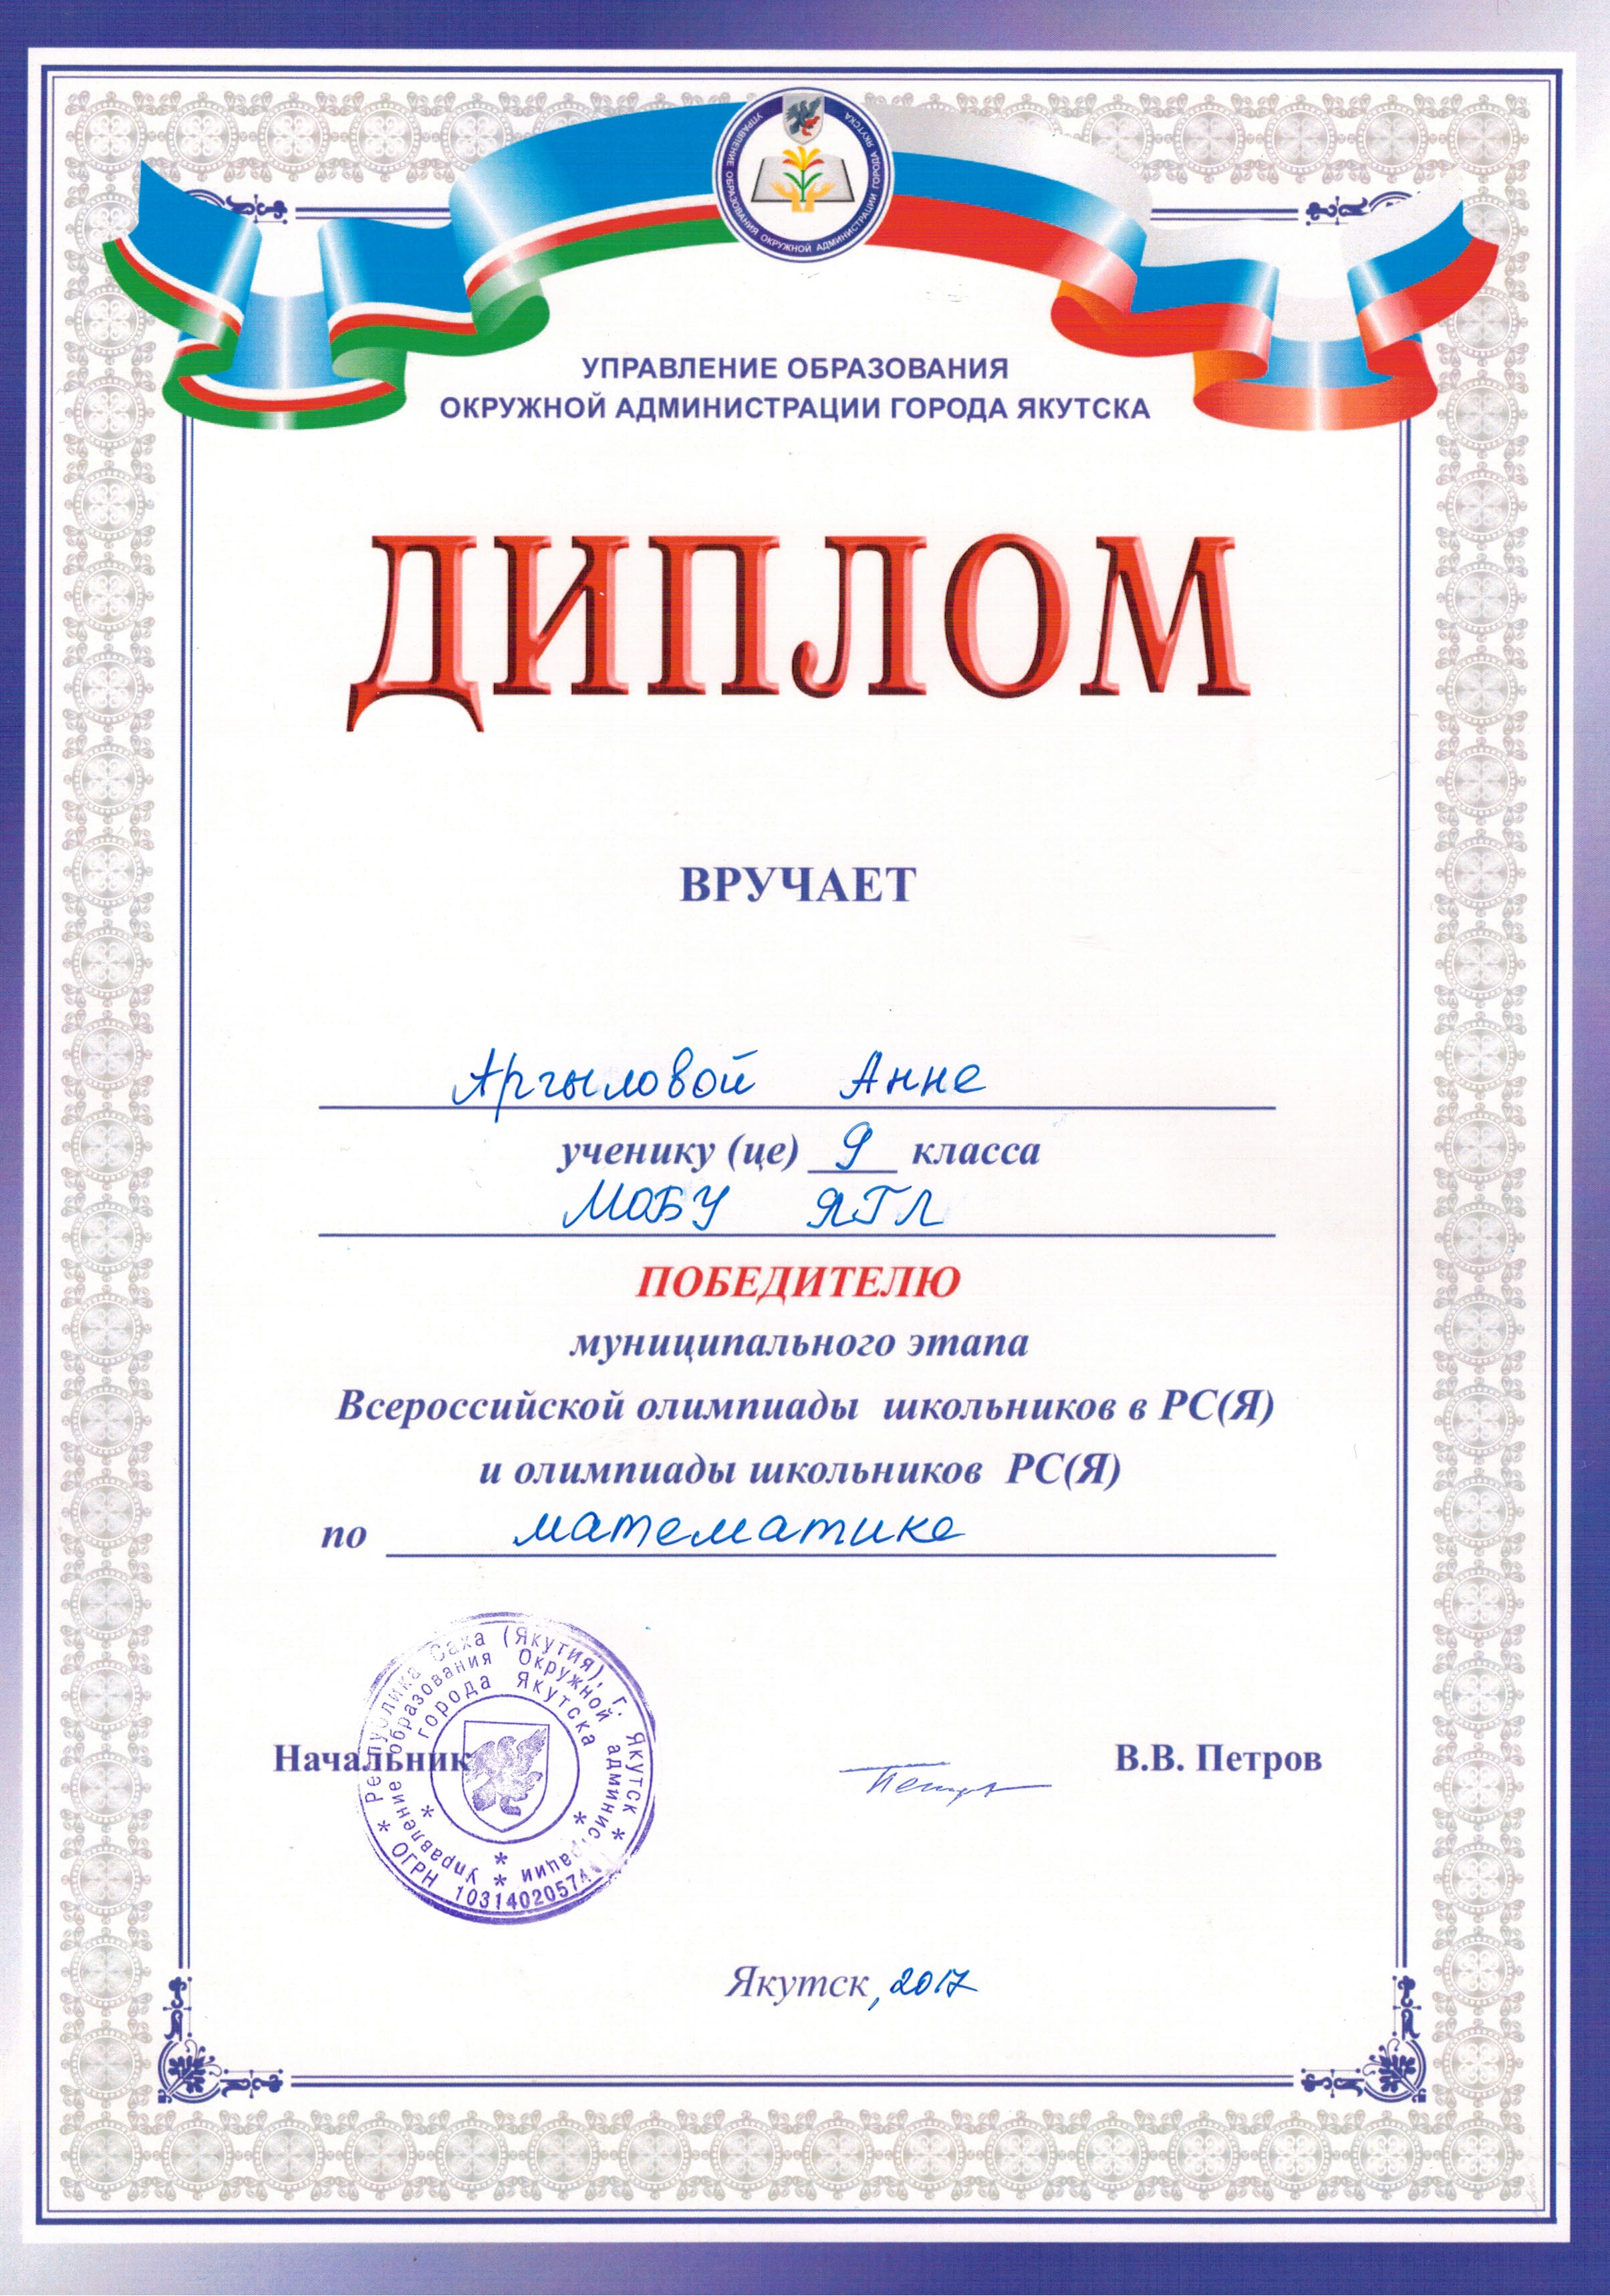 УПРАВЛЕНИЕ ОБРАЗОВАНИЯ ОКРУЖНОЙ АДМИНИСТРАЦИИ ГОРОДА ЯКУТСКА
УПРАВЛЕНИЕ ОБРАЗОВАНИЯ
ОКРУЖНОЙ АДМИНИСТРАЦИИ ГОРОДА ЯКУТСКА
ДИПЛОМ
ВРУЧАЕТ
Аргыловой Анне
ученику (це) 9 класса
МОБУ ЯГЛ
ПОБЕДИТЕЛЮ
муниципального этапа
Всероссийской олимпиады школьников в РС(Я)
и олимпиады школьников РС(Я)
по математике
Республика Саха (Якутия), г. Якутск * ОГРН
Управление образования Окружной администрации
города Якутска
Начальник В.В. Петров
Якутск, 2017